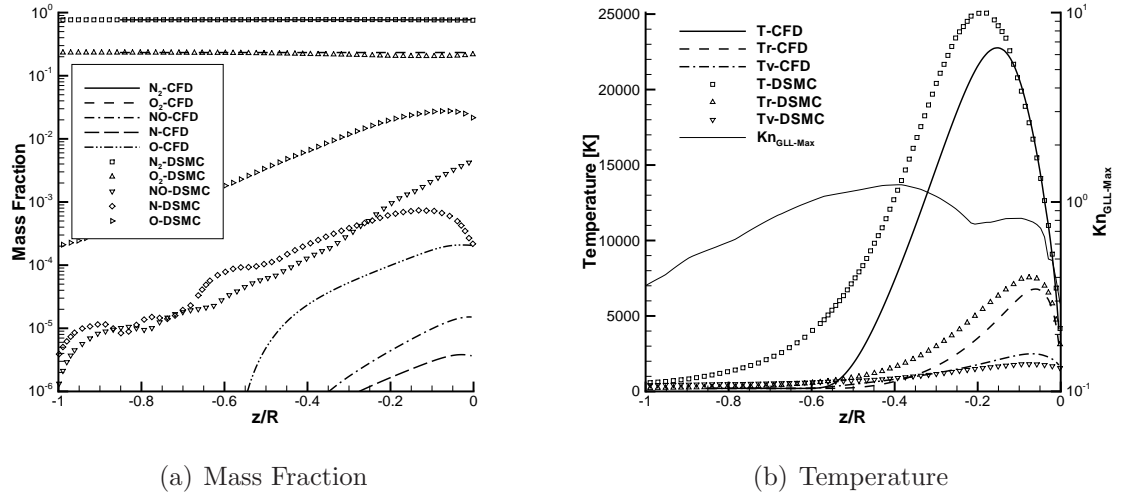 10⁰
10⁻¹
10⁻²
10⁻³
10⁻⁴
10⁻⁵
10⁻⁶
Mass Fraction
N₂-CFD
O₂-CFD
NO-CFD
N-CFD
O-CFD
N₂-DSMC
O₂-DSMC
NO-DSMC
N-DSMC
O-DSMC
-1 -0.8 -0.6 -0.4 -0.2 0
z/R
(a) Mass Fraction
25000
20000
15000
10000
5000
0
Temperature [K]
T-CFD
Tr-CFD
Tv-CFD
T-DSMC
Tr-DSMC
Tv-DSMC
Kn_GLL-Max
10¹
10⁰
10⁻¹
Kn_GLL-Max
-1 -0.8 -0.6 -0.4 -0.2 0
z/R
(b) Temperature